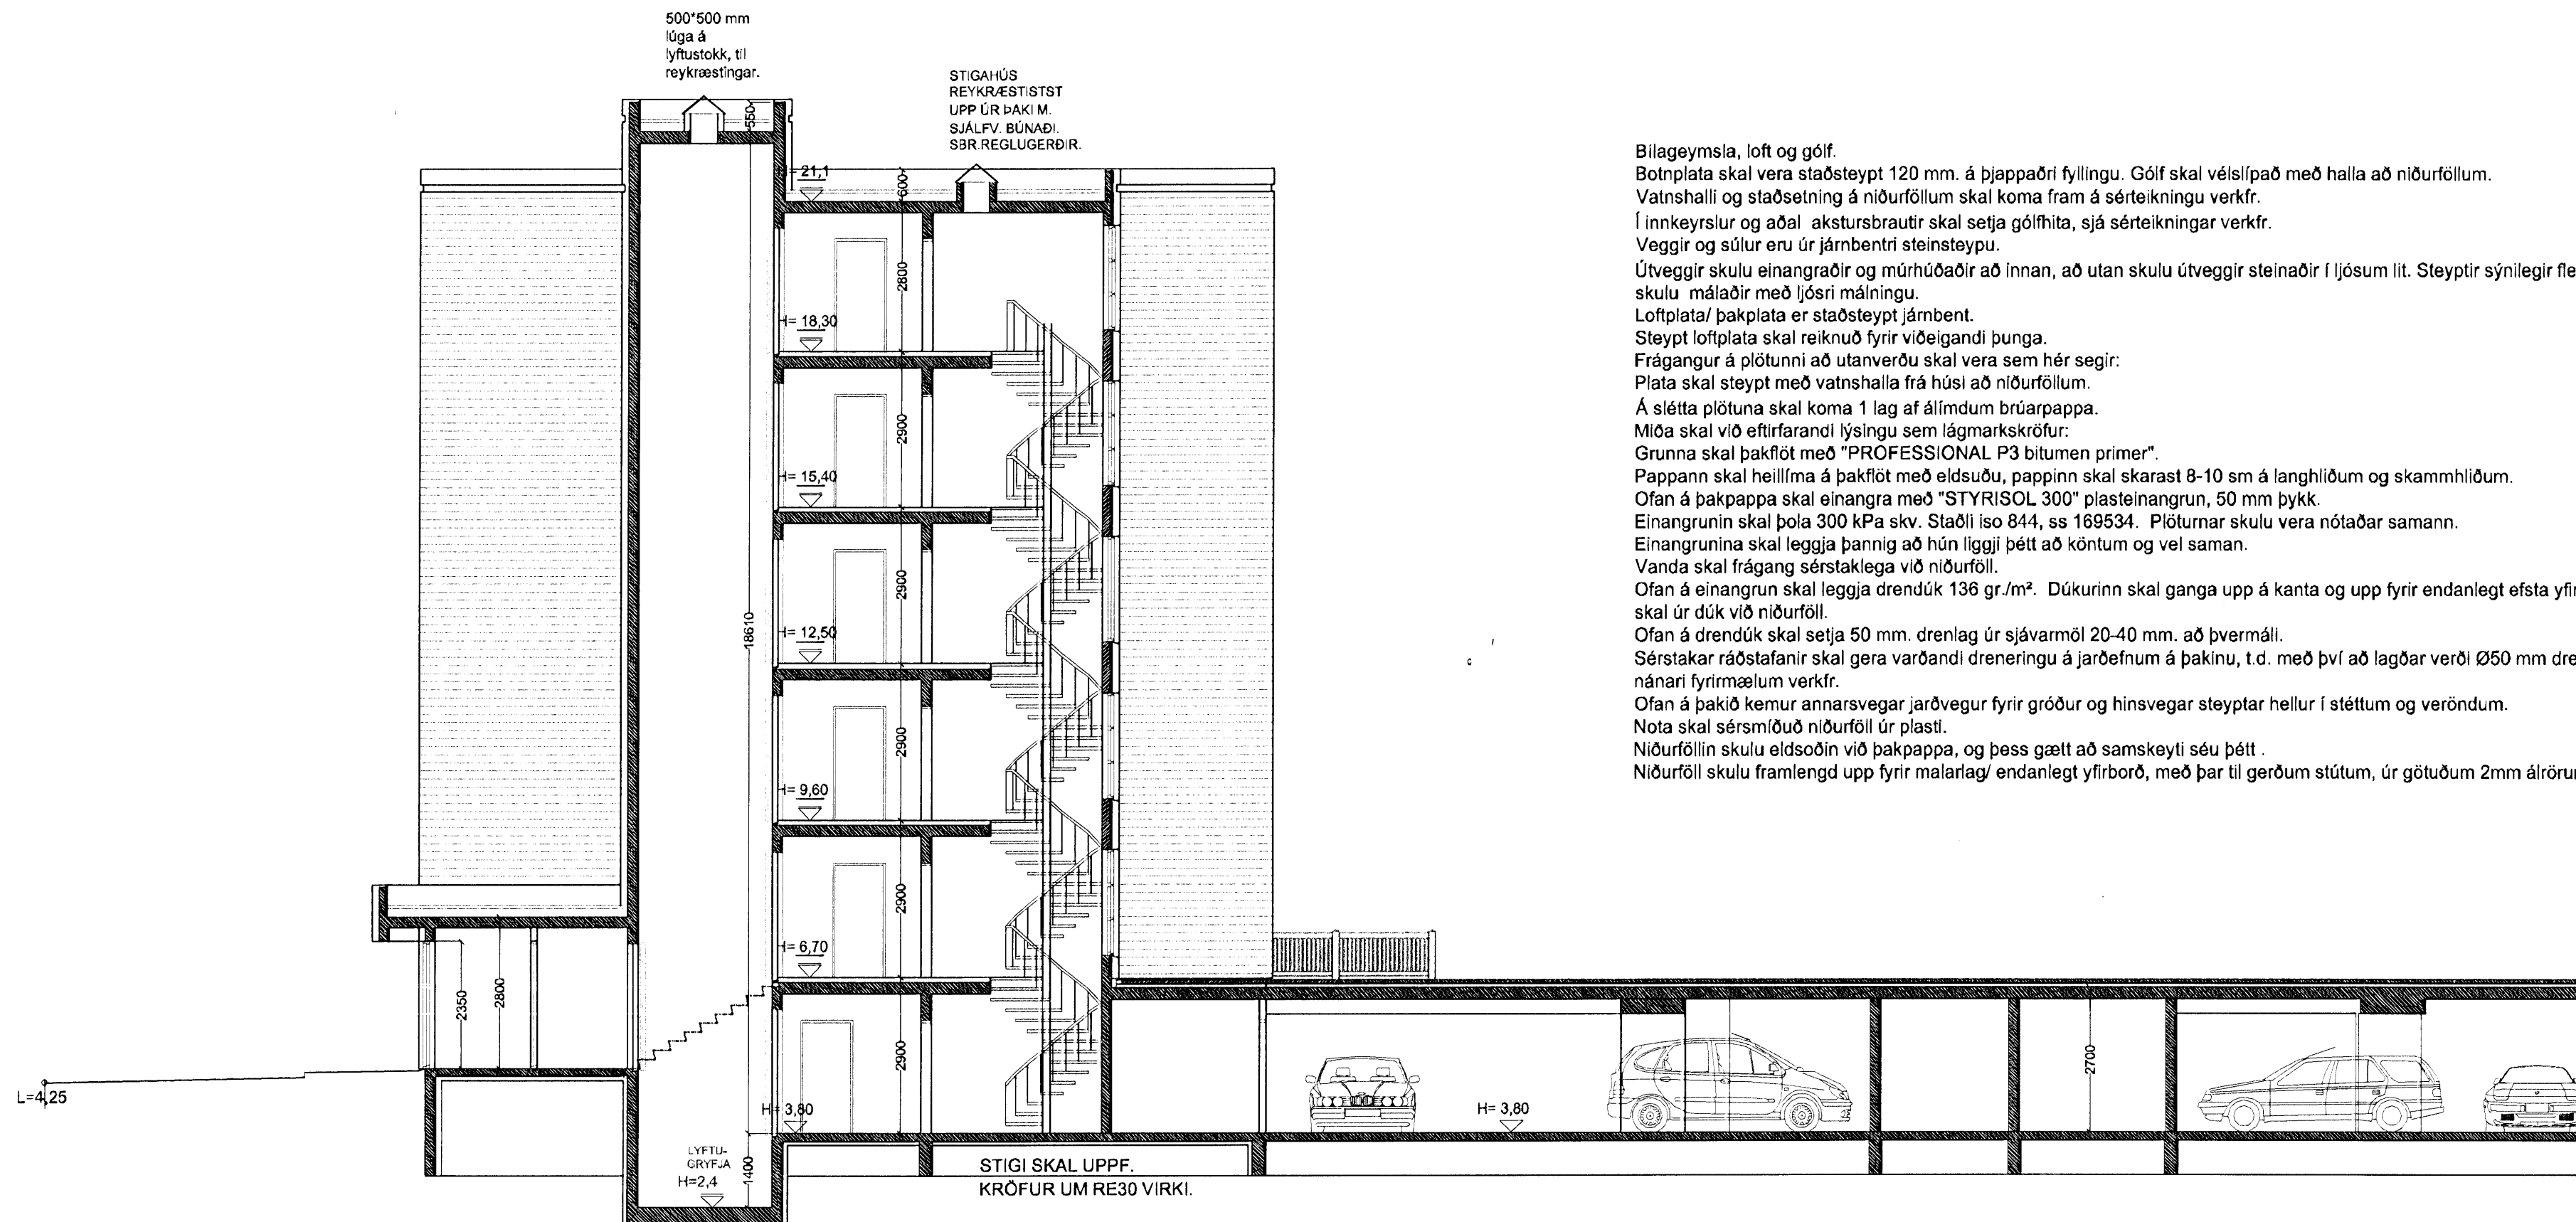 500*500 mm
lúga á
lyftustokk, til
reykræstingar.
STIGAHÚS
REYKRÆSTISTST
UPP ÚR ÞAKI M.
SJÁLFV. BÚNAÐI.
SBR.REGLUGERÐIR.
550
21,1
600
2800
H= 18,30
2900
H= 15,40
2900
H= 12,50
18610
2900
H= 9,60
2900
H= 6,70
2350
2800
2900
H= 3,80
L=4,25
LYFTU-
GRYFJA
H=2,4
1400
STIGI SKAL UPPF.
KRÖFUR UM RE30 VIRKI.
H= 3,80
2700
Bílageymsla, loft og gólf.
Botnplata skal vera staðsteypt 120 mm. á þjappaðri fyllingu. Gólf skal vélslípað með halla að niðurföllum.
Vatnshalli og staðsetning á niðurföllum skal koma fram á sérteikningu verkfr.
Í innkeyrslur og aðal akstursbrautir skal setja gólfhita, sjá sérteikningar verkfr.
Veggir og súlur eru úr járnbentri steinsteypu.
Útveggir skulu einangraðir og múrhúðaðir að innan, að utan skulu útveggir steinaðir í ljósum lit. Steyptir sýnilegir fle
skulu málaðir með ljósri málningu.
Loftplata/ þakplata er staðsteypt járnbent.
Steypt loftplata skal reiknuð fyrir viðeigandi þunga.
Frágangur á plötunni að utanverðu skal vera sem hér segir:
Plata skal steypt með vatnshalla frá húsi að niðurföllum.
Á slétta plötuna skal koma 1 lag af álímdum brúarpappa.
Miða skal við eftirfarandi lýsingu sem lágmarkskröfur:
Grunna skal þakflöt með "PROFESSIONAL P3 bitumen primer".
Pappann skal heillíma á þakflöt með eldsuðu, pappinn skal skarast 8-10 sm á langhliðum og skammhliðum.
Ofan á þakpappa skal einangra með "STYRISOL 300" plasteinangrun, 50 mm þykk.
Einangrunin skal þola 300 kPa skv. Staðli iso 844, ss 169534. Plöturnar skulu vera nótaðar samann.
Einangrunina skal leggja þannig að hún liggji þétt að köntum og vel saman.
Vanda skal frágang sérstaklega við niðurföll.
Ofan á einangrun skal leggja drendúk 136 gr./m². Dúkurinn skal ganga upp á kanta og upp fyrir endanlegt efsta yfir
skal úr dúk við niðurföll.
Ofan á drendúk skal setja 50 mm. drenlag úr sjávarmöl 20-40 mm. að þvermáli.
Sérstakar ráðstafanir skal gera varðandi dreneringu á jarðefnum á þakinu, t.d. með því að lagðar verði Ø50 mm dre
nánari fyrirmælum verkfr.
Ofan á þakið kemur annarsvegar jarðvegur fyrir gróður og hinsvegar steyptar hellur í stéttum og veröndum.
Nota skal sérsmíðuð niðurföll úr plasti.
Niðurföllin skulu eldsoðin við þakpappa, og þess gætt að samskeyti séu þétt .
Niðurföll skulu framlengd upp fyrir malarlag/ endanlegt yfirborð, með þar til gerðum stútum, úr götuðum 2mm álrörun